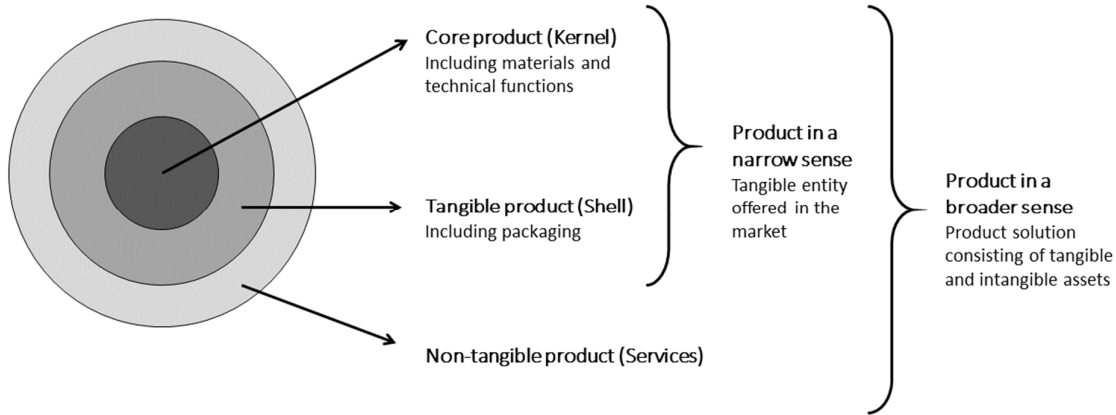 Core product (Kernel)
Including materials and
technical functions
Tangible product (Shell)
Including packaging
Non-tangible product (Services)
Product in a
narrow sense
Tangible entity
offered in the
market
Product in a
broader sense
Product solution
consisting of tangible
and intangible assets